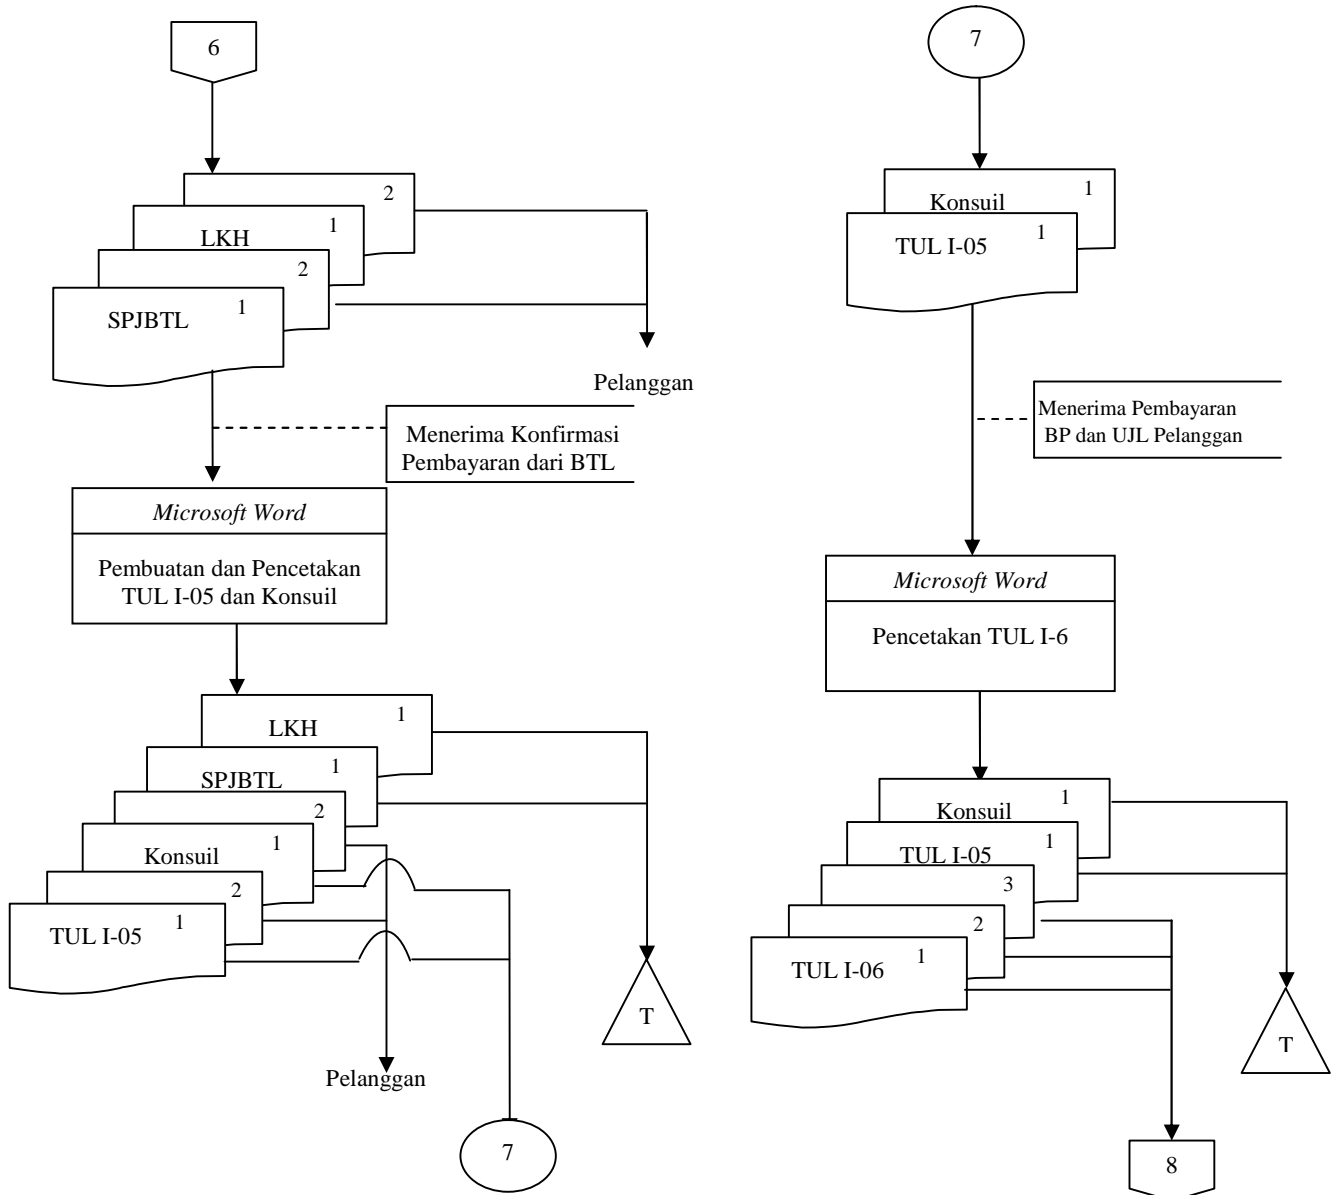 6
2
LKH 1
2
SPJBTL 1
Pelanggan
Menerima Konfirmasi
Pembayaran dari BTL
Microsoft Word
Pembuatan dan Pencetakan
TUL I-05 dan Konsuil
LKH 1
SPJBTL 1
2
Konsuil 1
2
TUL I-05 1
T
Pelanggan
7
7
Konsuil 1
TUL I-05 1
Menerima Pembayaran
BP dan UJL Pelanggan
Microsoft Word
Pencetakan TUL I-6
Konsuil 1
TUL I-05 1
3
2
TUL I-06 1
T
8